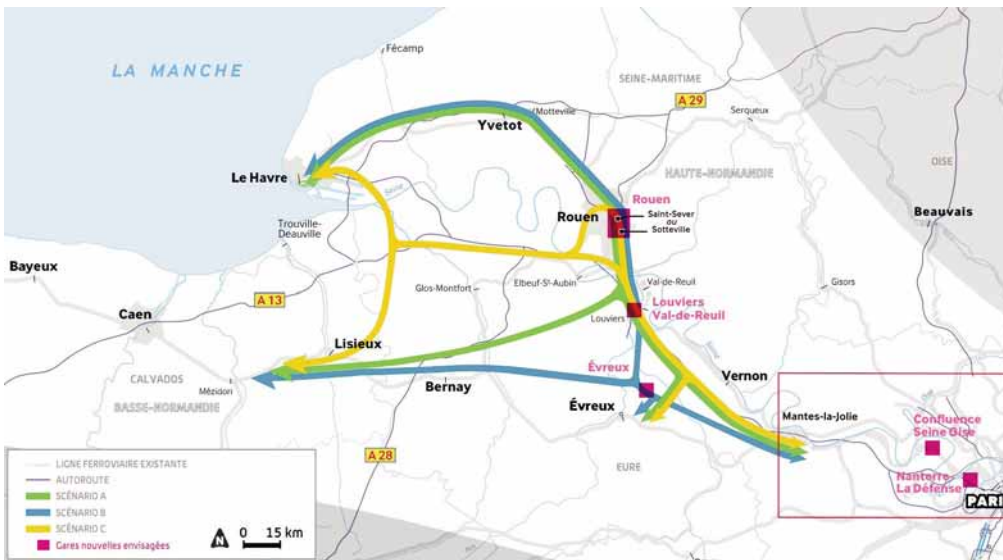 LA MANCHE
Fécamp
SEINE-MARITIME
A 29
Motteville
Yvetot
Serqueux
OISE
Le Havre
Seine
HAUTE-NORMANDIE
Rouen
Rouen
Saint-Sever
ou
Sotteville
Beauvais
Trouville-
Deauville
Bayeux
Elbeuf-St-Aubin
Val-de-Reuil
Glos-Montfort
Gisors
A 13
Caen
Louviers
Louviers
Val-de-Reuil
Seine
Lisieux
Évreux
Vernon
CALVADOS
Mézidon
Bernay
BASSE-NORMANDIE
Évreux
Mantes-la-Jolie
Confluence
Seine Oise
A 28
EURE
Nanterre
La Défense
PARI
LIGNE FERROVIAIRE EXISTANTE
AUTOROUTE
SCÉNARIO A
SCÉNARIO B
SCÉNARIO C
Gares nouvelles envisagées
N
0 15 km